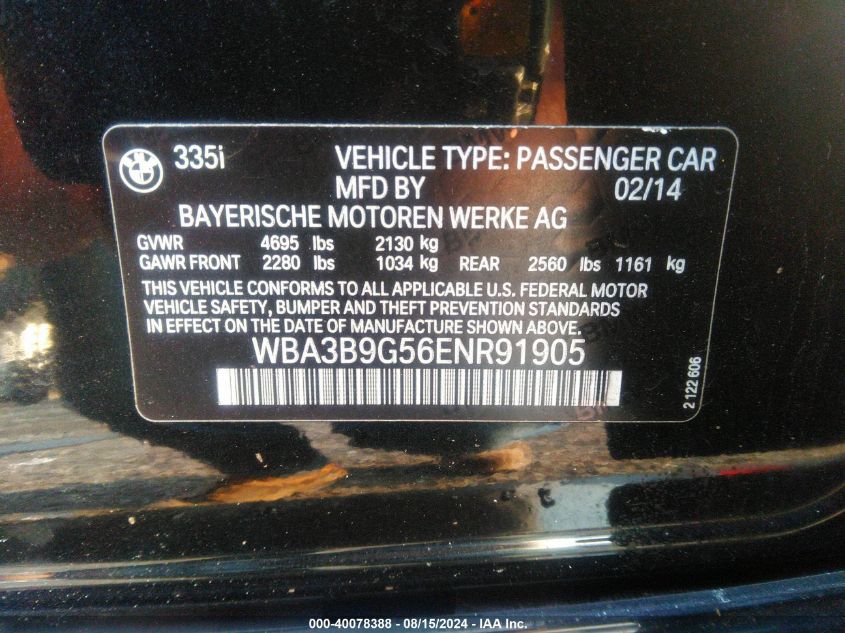 335i VEHICLE TYPE: PASSENGER CAR
MFD BY 02/14
BAYERISCHE MOTOREN WERKE AG
GVWR 4695 lbs 2130 kg
GAWR FRONT 2280 lbs 1034 kg REAR 2560 lbs 1161 kg
THIS VEHICLE CONFORMS TO ALL APPLICABLE U.S. FEDERAL MOTOR
VEHICLE SAFETY, BUMPER AND THEFT PREVENTION STANDARDS
IN EFFECT ON THE DATE OF MANUFACTURE SHOWN ABOVE.
WBA3B9G56ENR91905
2 122 606
000-40078388 - 08/15/2024 - IAA Inc.